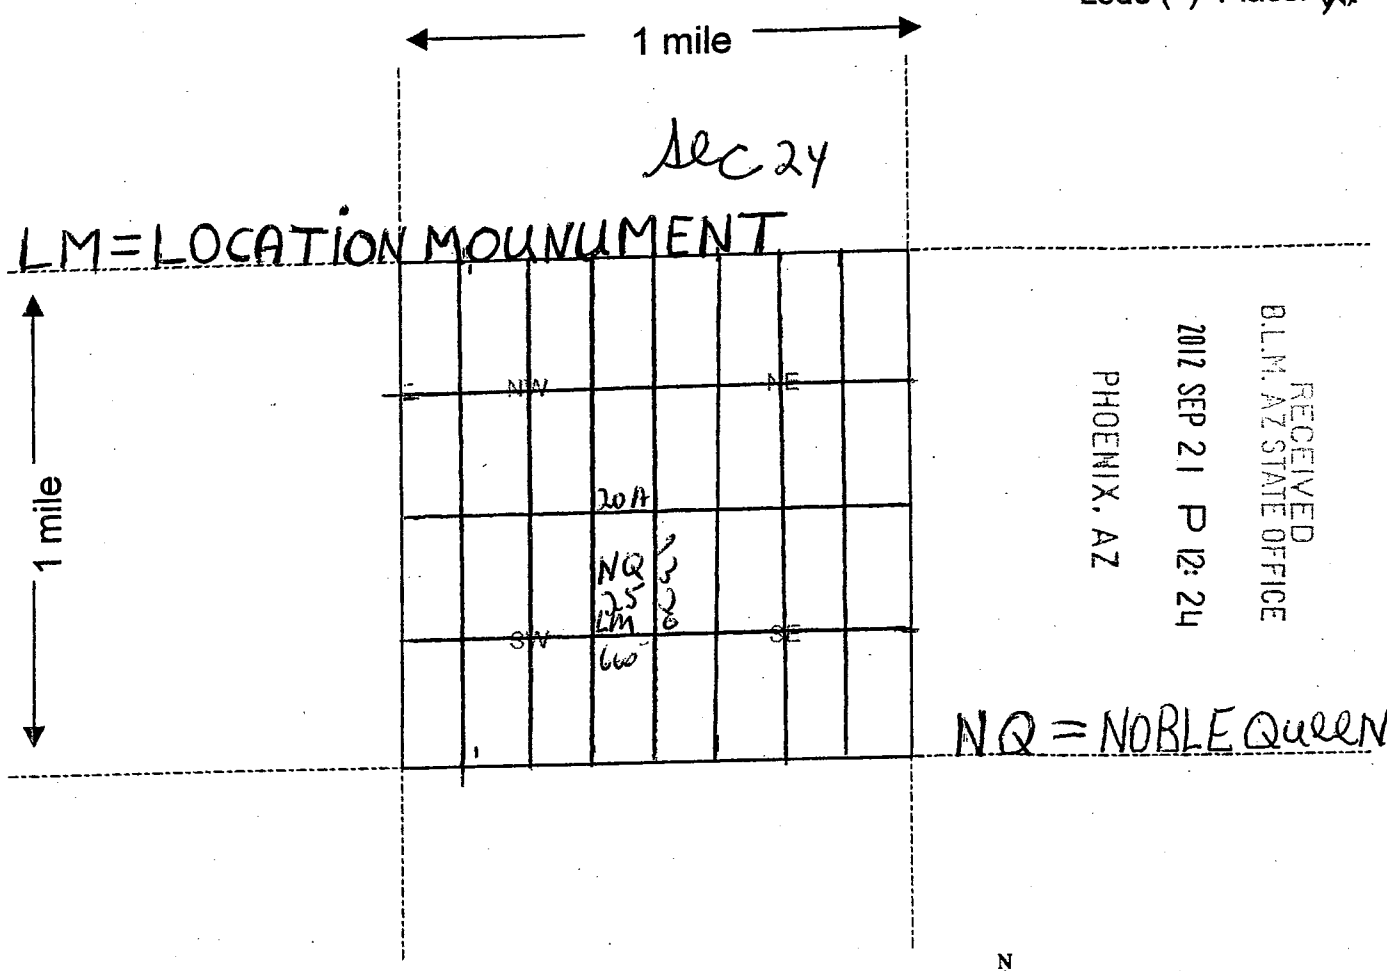 1 mile
Sec 24
LM = LOCATION MOUNUMENT
1 mile
NW
NE
20A
NQ
25
LM
1320
SW
660'
SE
RECEIVED
B.L.M. AZ STATE OFFICE
2012 SEP 21 P 12:24
PHOENIX, AZ
NQ = NOBLE QueeN
N